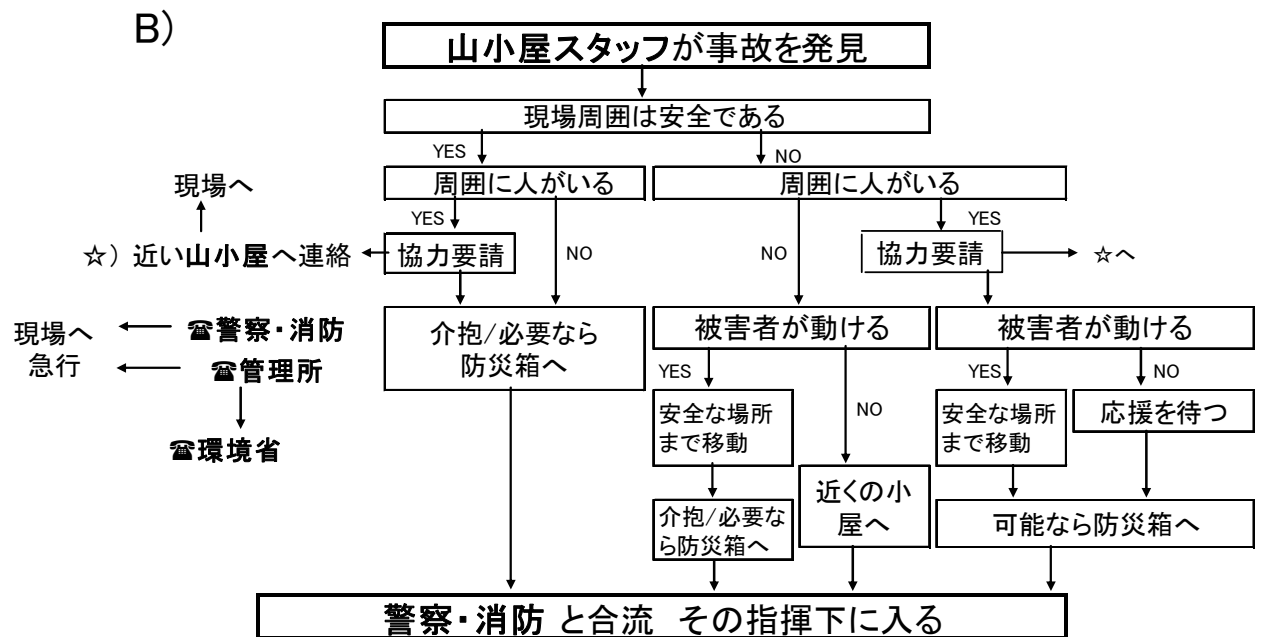 B)
山小屋スタッフが事故を発見
現場周囲は安全である
YES
NO
現場へ
周囲に人がいる
周囲に人がいる
YES
YES
☆）近い山小屋へ連絡
協力要請
NO
NO
協力要請
☆へ
現場へ
急行
☎警察・消防
☎管理所
☎環境省
介抱/必要なら
防災箱へ
被害者が動ける
被害者が動ける
YES
NO
YES
NO
安全な場所
まで移動
安全な場所
まで移動
応援を待つ
介抱/必要な
ら防災箱へ
近くの小
屋へ
可能なら防災箱へ
警察・消防 と合流 その指揮下に入る